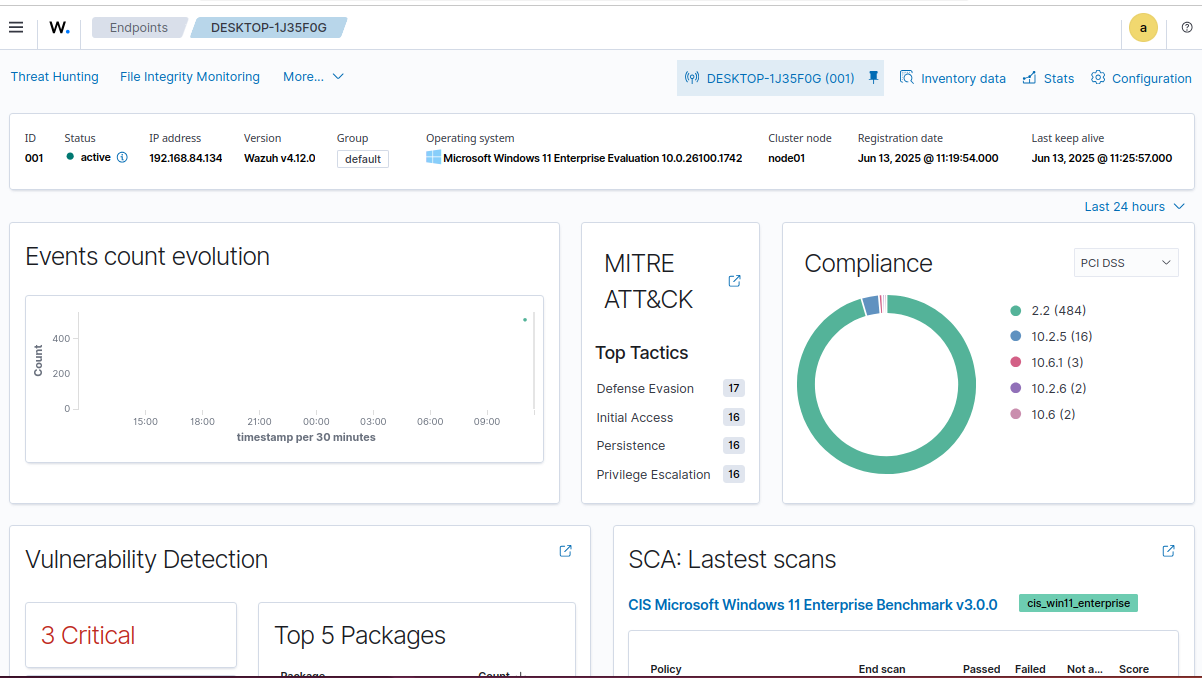 W.
Endpoints
DESKTOP-1J35F0G
a
Threat Hunting
File Integrity Monitoring
More...
DESKTOP-1J35F0G (001)
Inventory data
Stats
Configuration
ID
Status
IP address
Version
Group
Operating system
Cluster node
Registration date
Last keep alive
001
active
192.168.84.134
Wazuh v4.12.0
default
Microsoft Windows 11 Enterprise Evaluation 10.0.26100.1742
node01
Jun 13, 2025 @ 11:19:54.000
Jun 13, 2025 @ 11:25:57.000
Last 24 hours
Events count evolution
Count
400
200
0
15:00
18:00
21:00
00:00
03:00
06:00
09:00
timestamp per 30 minutes
MITRE
ATT&CK
Top Tactics
Defense Evasion 17
Initial Access 16
Persistence 16
Privilege Escalation 16
Compliance
PCI DSS
2.2 (484)
10.2.5 (16)
10.6.1 (3)
10.2.6 (2)
10.6 (2)
Vulnerability Detection
3 Critical
Top 5 Packages
Package
Count
SCA: Lastest scans
CIS Microsoft Windows 11 Enterprise Benchmark v3.0.0
cis_win11_enterprise
Policy
End scan
Passed
Failed
Not a...
Score